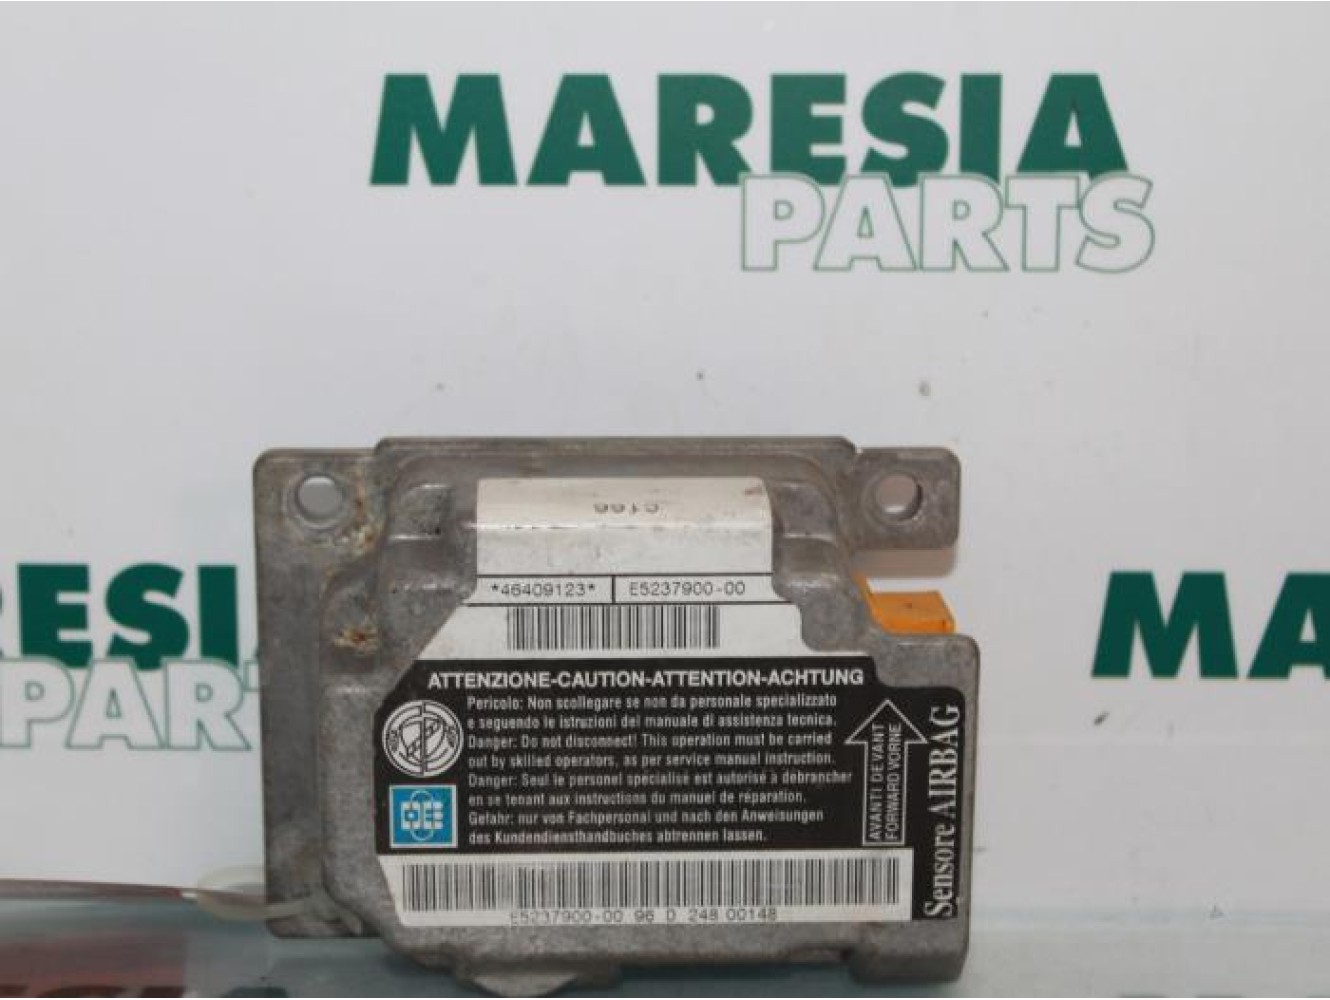 MARESIA
PARTS
RESIA
PARTS
MA
C166
*46409123* E5237900-00
ATTENZIONE-CAUTION-ATTENTION-ACHTUNG
Pericolo: Non scollegare se non da personale specializzato
e seguendo le istruzioni del manuale di assistenza tecnica.
Danger: Do not disconnect! This operation must be carried
out by skilled operators, as per service manual instruction.
Danger: Seul le personel spécialisé est autorisé à debrancher
en se tenant aux instructions du manuel de réparation.
Gefahr: nur von Fachpersonal und nach den Anweisungen
des Kundendiensthandbuches abtrennen lassen.
AVANTI DEVANT
FORWARD VORNE
Sensore AIRBAG
E5237900-00 96 D 248 00148